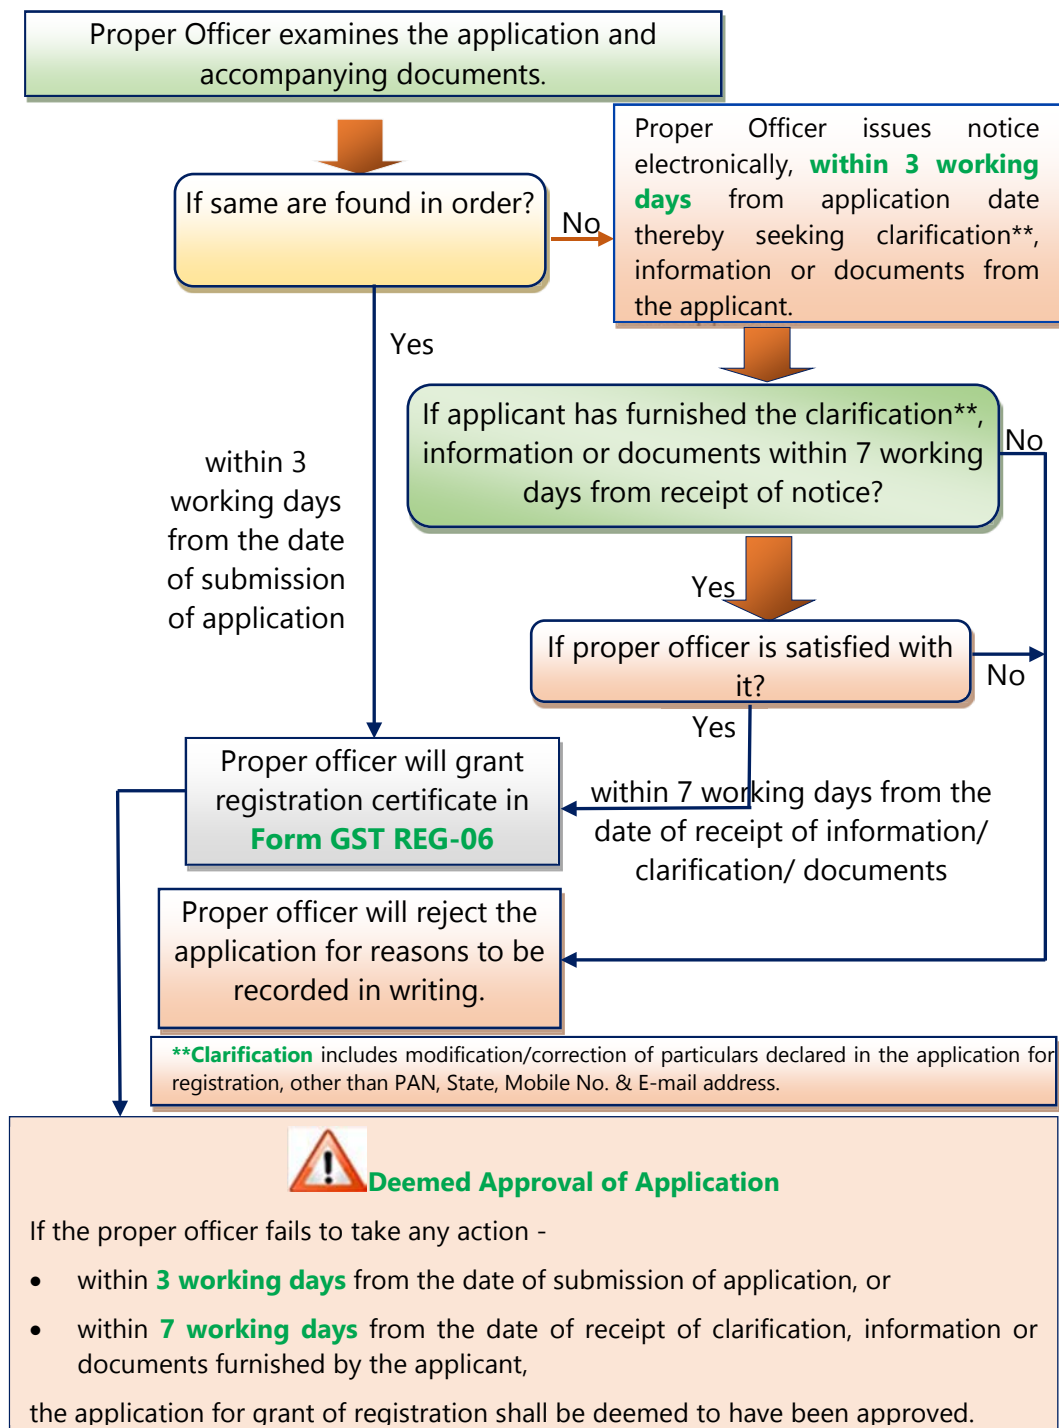 Proper Officer examines the application and
accompanying documents.
If same are found in order?
No
Proper Officer issues notice
electronically, within 3 working
days from application date
thereby seeking clarification**,
information or documents from
the applicant.
Yes
within 3
working days
from the date
of submission
of application
If applicant has furnished the clarification**,
information or documents within 7 working
days from receipt of notice?
No
Yes
If proper officer is satisfied with
it?
No
Yes
Proper officer will grant
registration certificate in
Form GST REG-06
within 7 working days from the
date of receipt of information/
clarification/ documents
Proper officer will reject the
application for reasons to be
recorded in writing.
**Clarification includes modification/correction of particulars declared in the application for
registration, other than PAN, State, Mobile No. & E-mail address.
Deemed Approval of Application
If the proper officer fails to take any action -
• within 3 working days from the date of submission of application, or
• within 7 working days from the date of receipt of clarification, information or
documents furnished by the applicant,
the application for grant of registration shall be deemed to have been approved.